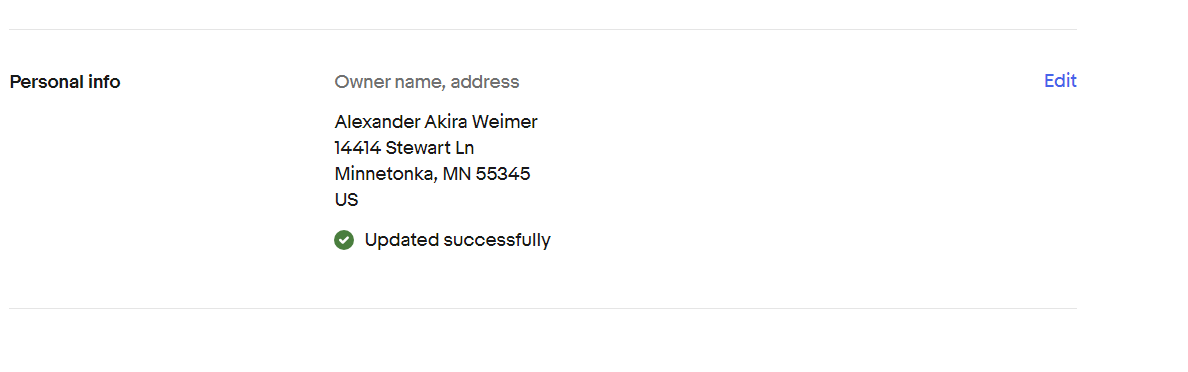 Personal info
Owner name, address
Edit
Alexander Akira Weimer
14414 Stewart Ln
Minnetonka, MN 55345
US
Updated successfully